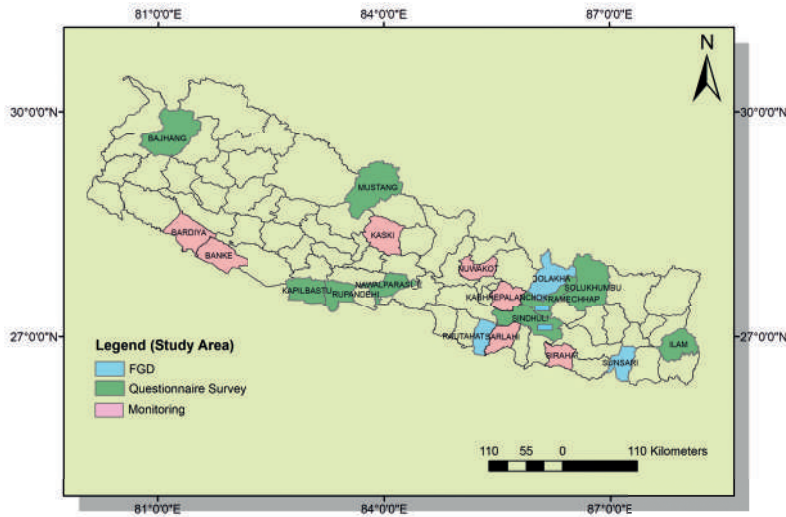 81°0'0"E 84°0'0"E 87°0'0"E
N
30°0'0"N 30°0'0"N
BAJHANG
MUSTANG
BARDIYA
KASKI
BANKE
NUWAKOT
DOLAKHA
SOLUKHUMBU
KAPILBASTU
NAWALPARASI
RUPANDEHI
RAMECHHAP
SINDHULI
27°0'0"N 27°0'0"N
RAUTAHAT
SARLAHI
ILAM
SIRAHA
SUNSARI
Legend (Study Area)
FGD
Questionnaire Survey
Monitoring
110 55 0 110 Kilometers
81°0'0"E 84°0'0"E 87°0'0"E